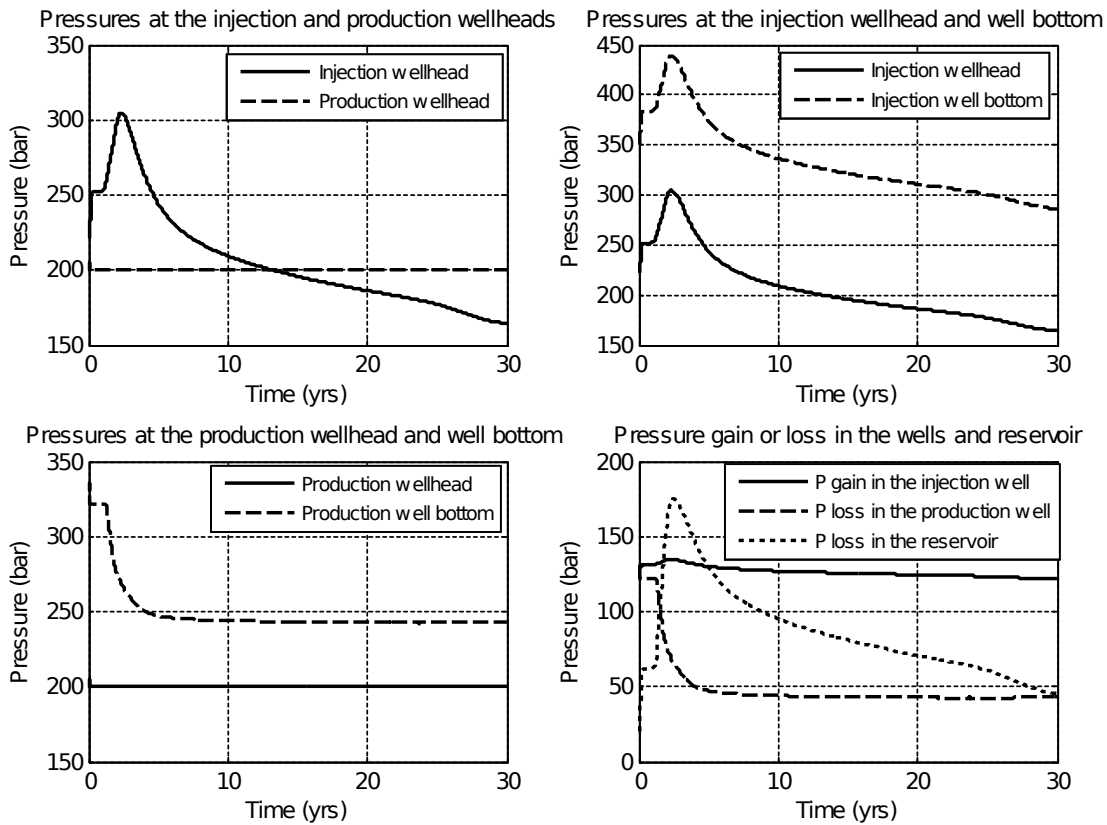 Pressures at the injection and production wellheads
350
300
250
200
150
Pressure (bar)
Injection wellhead
Production wellhead
0
10
20
30
Time (yrs)
Pressures at the injection wellhead and well bottom
450
400
350
300
250
200
150
Pressure (bar)
Injection wellhead
Injection well bottom
0
10
20
30
Time (yrs)
Pressures at the production wellhead and well bottom
350
300
250
200
150
Pressure (bar)
Production wellhead
Production well bottom
0
10
20
30
Time (yrs)
Pressure gain or loss in the wells and reservoir
200
150
100
50
0
Pressure (bar)
P gain in the injection well
P loss in the production well
P loss in the reservoir
0
10
20
30
Time (yrs)